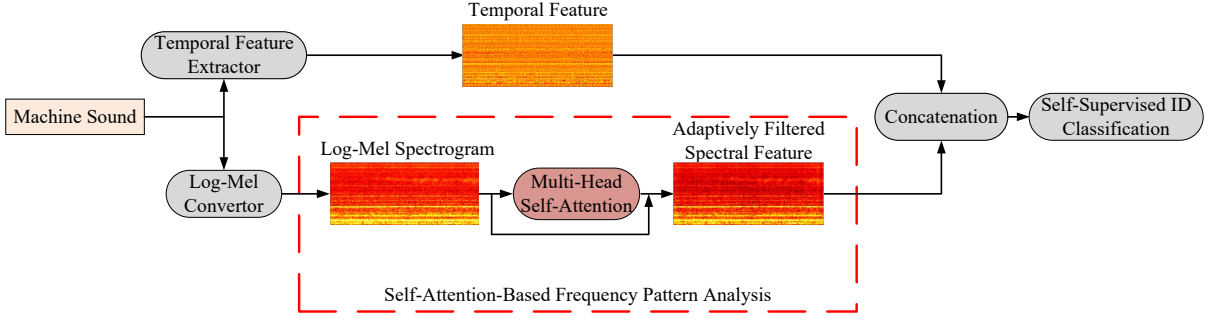 Temporal Feature
Temporal Feature
Extractor
Machine Sound
Concatenation
Self-Supervised ID
Classification
Log-Mel Spectrogram
Adaptively Filtered
Spectral Feature
Log-Mel
Convertor
Multi-Head
Self-Attention
Self-Attention-Based Frequency Pattern Analysis